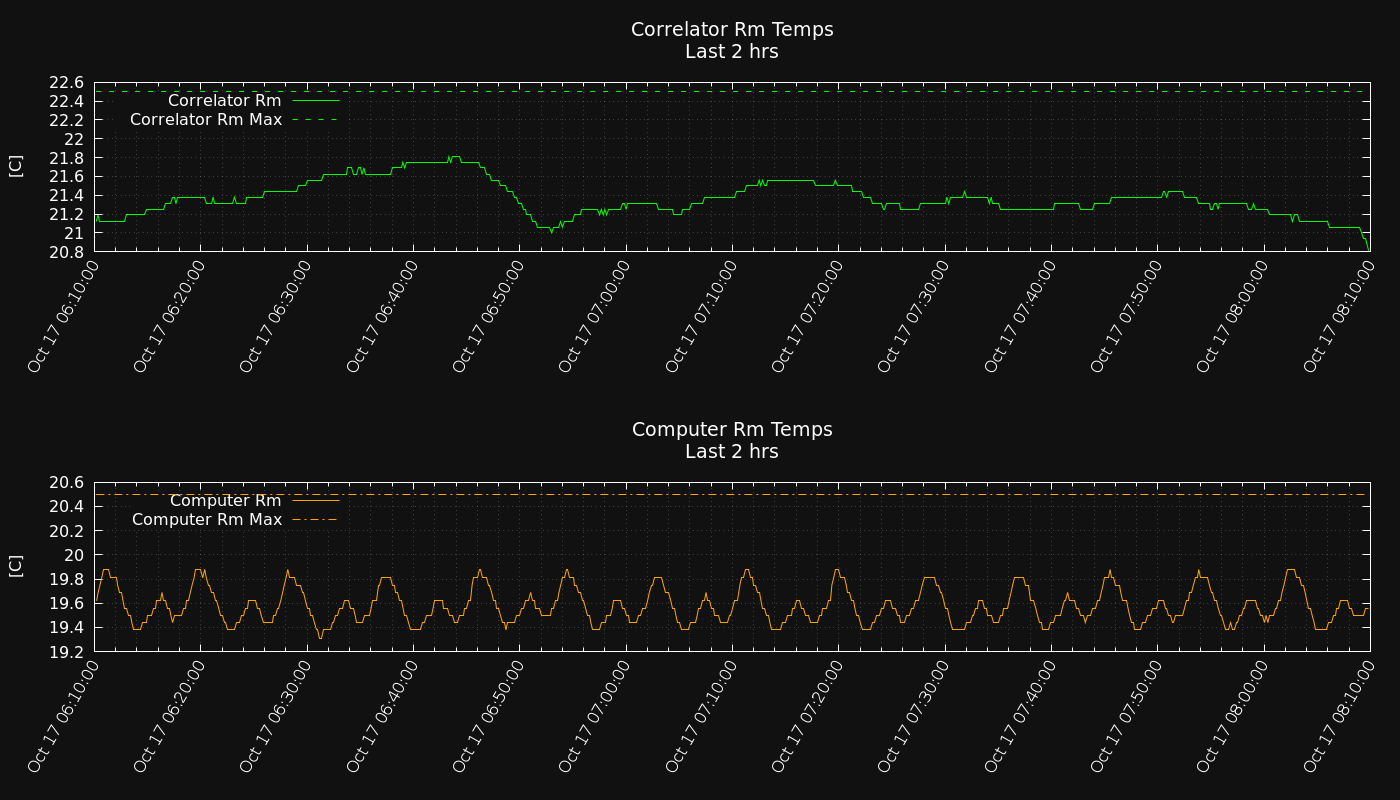 Correlator Rm Temps
Last 2 hrs
22.6
22.4
22.2
22
21.8
21.6
21.4
21.2
21
20.8
[C]
Correlator Rm
Correlator Rm Max
Oct 17 06:10:00
Oct 17 06:20:00
Oct 17 06:30:00
Oct 17 06:40:00
Oct 17 06:50:00
Oct 17 07:00:00
Oct 17 07:10:00
Oct 17 07:20:00
Oct 17 07:30:00
Oct 17 07:40:00
Oct 17 07:50:00
Oct 17 08:00:00
Oct 17 08:10:00
Computer Rm Temps
Last 2 hrs
20.6
20.4
20.2
20
19.8
19.6
19.4
19.2
[C]
Computer Rm
Computer Rm Max
Oct 17 06:10:00
Oct 17 06:20:00
Oct 17 06:30:00
Oct 17 06:40:00
Oct 17 06:50:00
Oct 17 07:00:00
Oct 17 07:10:00
Oct 17 07:20:00
Oct 17 07:30:00
Oct 17 07:40:00
Oct 17 07:50:00
Oct 17 08:00:00
Oct 17 08:10:00